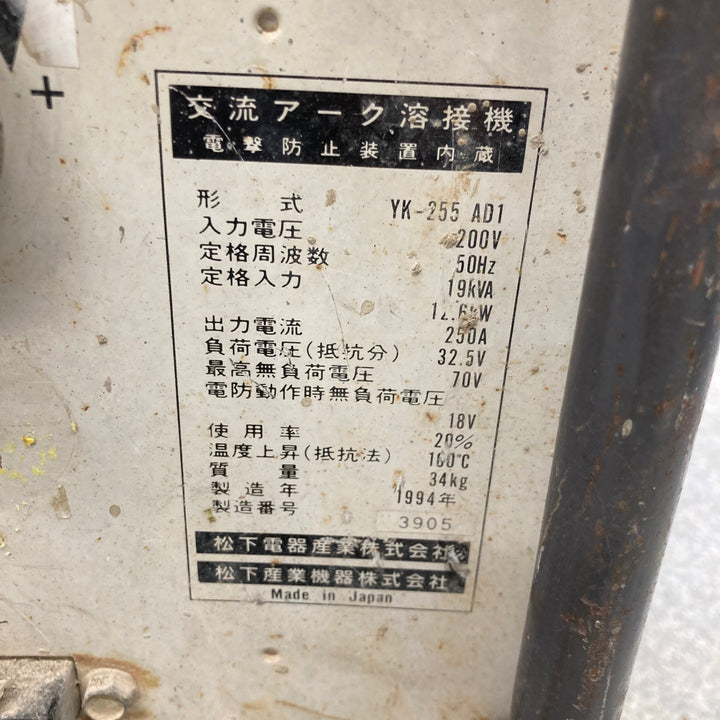 +
交流アーク溶接機
電撃防止装置内蔵
形式 YK-255 AD1
入力電圧 200V
定格周波数 50Hz
定格入力 19kVA
12.6kW
出力電流 250A
負荷電圧(抵抗分) 32.5V
最高無負荷電圧 70V
電防動作時無負荷電圧
18V
使用率 20%
温度上昇(抵抗法) 160°C
質量 34kg
製造年 1994年
製造番号 3905
松下電器産業株式会社
松下産業機器株式会社
Made in Japan